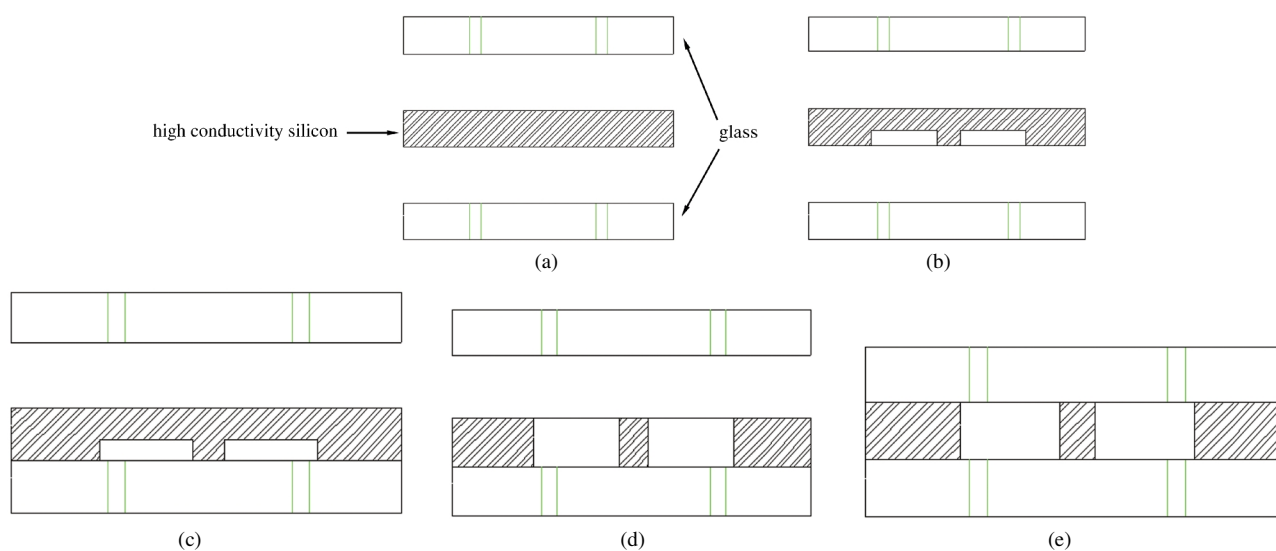 high conductivity silicon
glass
(a)
(b)
(c)
(d)
(e)